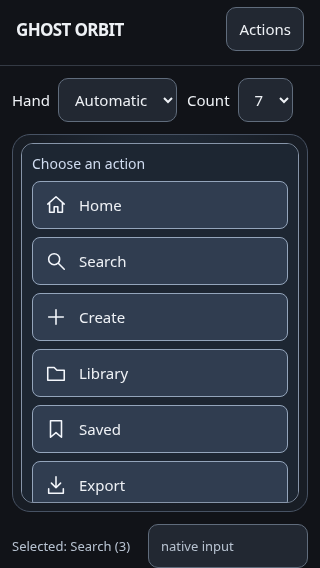 GHOST ORBIT
Actions
Hand Automatic Count 7
Choose an action
Home
Search
Create
Library
Saved
Export
Selected: Search (3) native input